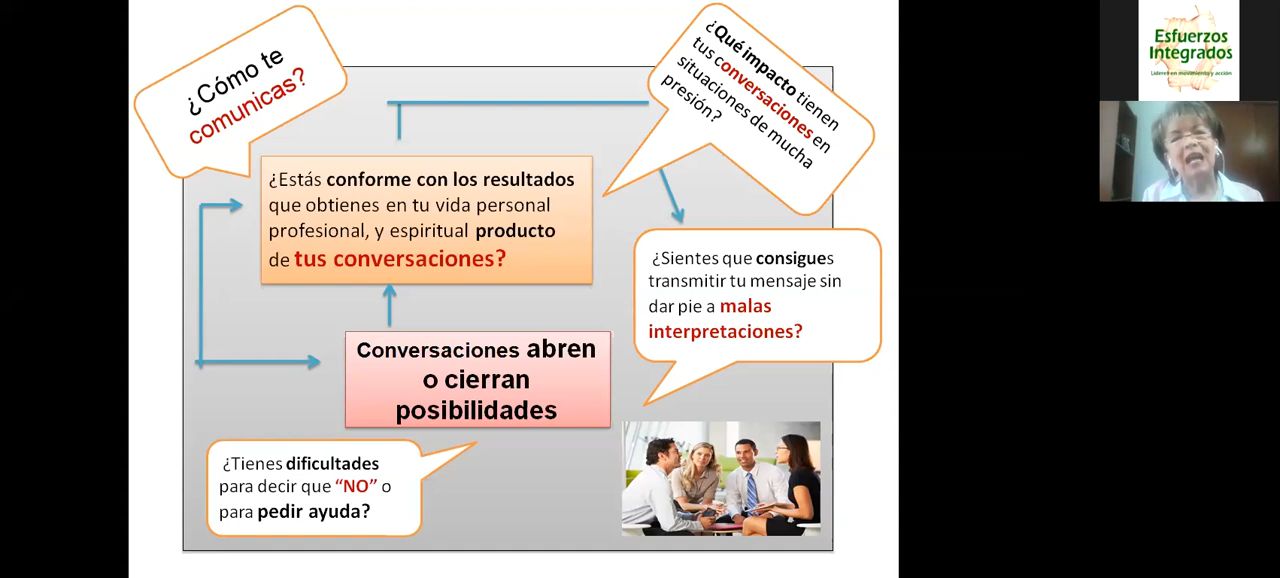 ¿Cómo te
comunicas?
¿Qué impacto tienen
tus conversaciones en
situaciones de mucha
presión?
¿Estás conforme con los resultados
que obtienes en tu vida personal
profesional, y espiritual producto
de tus conversaciones?
¿Sientes que consigues
transmitir tu mensaje sin
dar pie a malas
interpretaciones?
Conversaciones abren
o cierran
posibilidades
¿Tienes dificultades
para decir que “NO” o
para pedir ayuda?
Esfuerzos
Integrados
Líderes en movimiento y acción